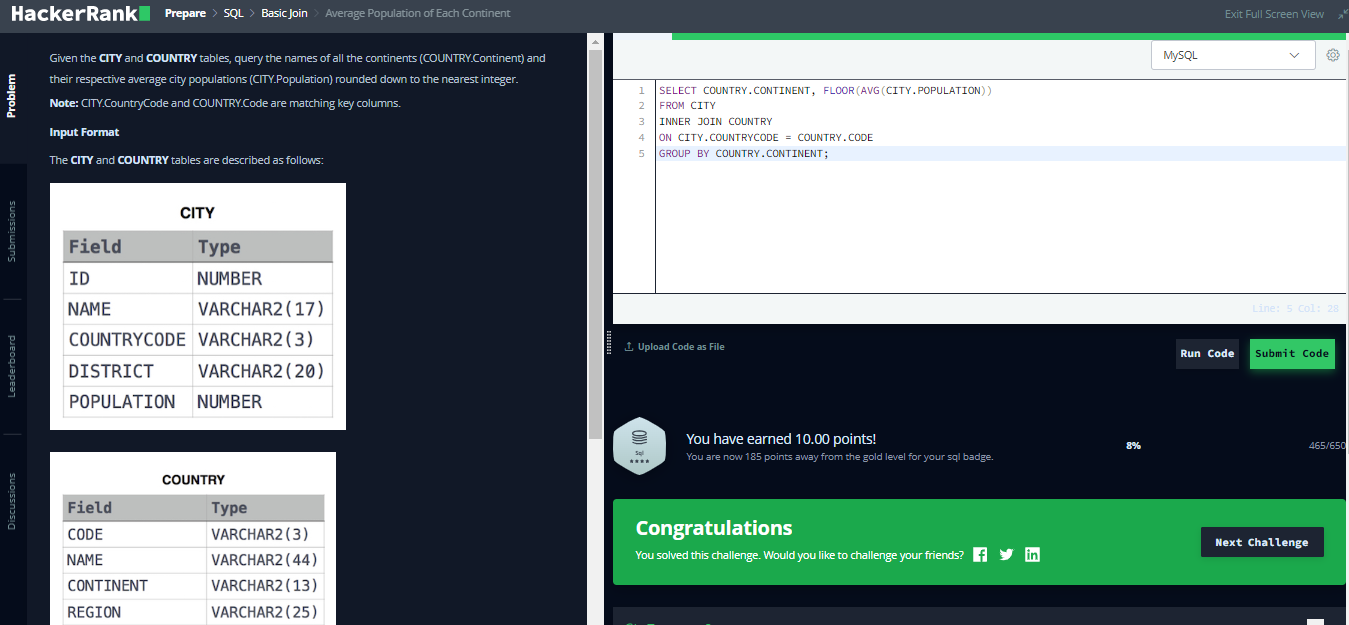 HackerRank
Prepare > SQL > Basic Join > Average Population of Each Continent
Exit Full Screen View
Problem
Submissions
Leaderboard
Discussions
Given the CITY and COUNTRY tables, query the names of all the continents (COUNTRY.Continent) and
their respective average city populations (CITY.Population) rounded down to the nearest integer.
Note: CITY.CountryCode and COUNTRY.Code are matching key columns.
Input Format
The CITY and COUNTRY tables are described as follows:
CITY
Field Type
ID NUMBER
NAME VARCHAR2(17)
COUNTRYCODE VARCHAR2(3)
DISTRICT VARCHAR2(20)
POPULATION NUMBER
COUNTRY
Field Type
CODE VARCHAR2(3)
NAME VARCHAR2(44)
CONTINENT VARCHAR2(13)
REGION VARCHAR2(25)
MySQL
1 SELECT COUNTRY.CONTINENT, FLOOR(AVG(CITY.POPULATION))
2 FROM CITY
3 INNER JOIN COUNTRY
4 ON CITY.COUNTRYCODE = COUNTRY.CODE
5 GROUP BY COUNTRY.CONTINENT;
Line: 5 Col: 28
Upload Code as File
Run Code
Submit Code
Sql
You have earned 10.00 points!
You are now 185 points away from the gold level for your sql badge.
8%
465/650
Congratulations
You solved this challenge. Would you like to challenge your friends?
Next Challenge